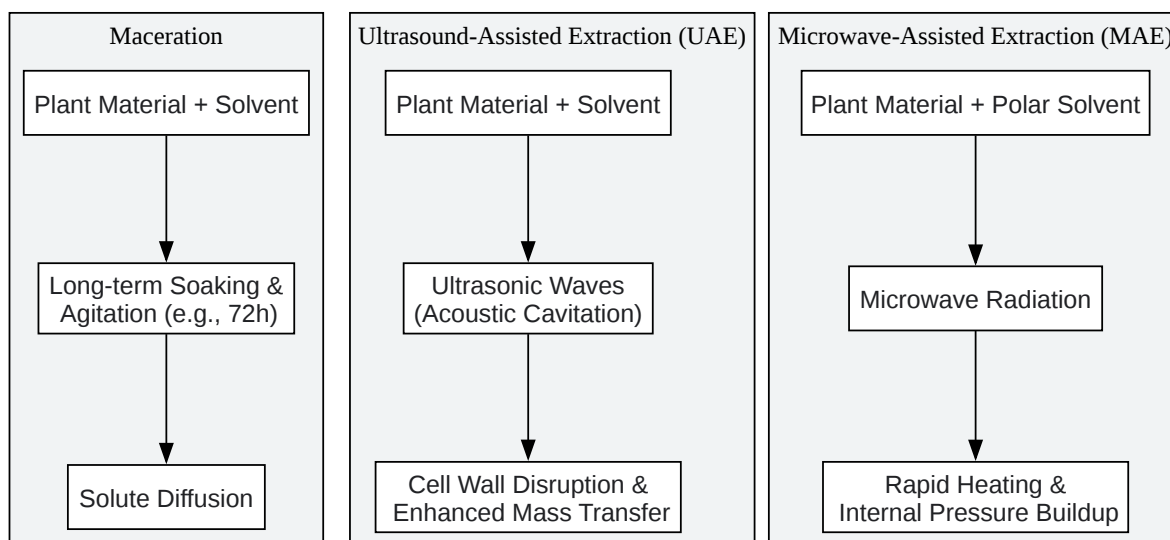 Maceration
Plant Material + Solvent
Long-term Soaking &
Agitation (e.g., 72h)
Solute Diffusion
Ultrasound-Assisted Extraction (UAE)
Plant Material + Solvent
Ultrasonic Waves
(Acoustic Cavitation)
Cell Wall Disruption &
Enhanced Mass Transfer
Microwave-Assisted Extraction (MAE)
Plant Material + Polar Solvent
Microwave Radiation
Rapid Heating &
Internal Pressure Buildup